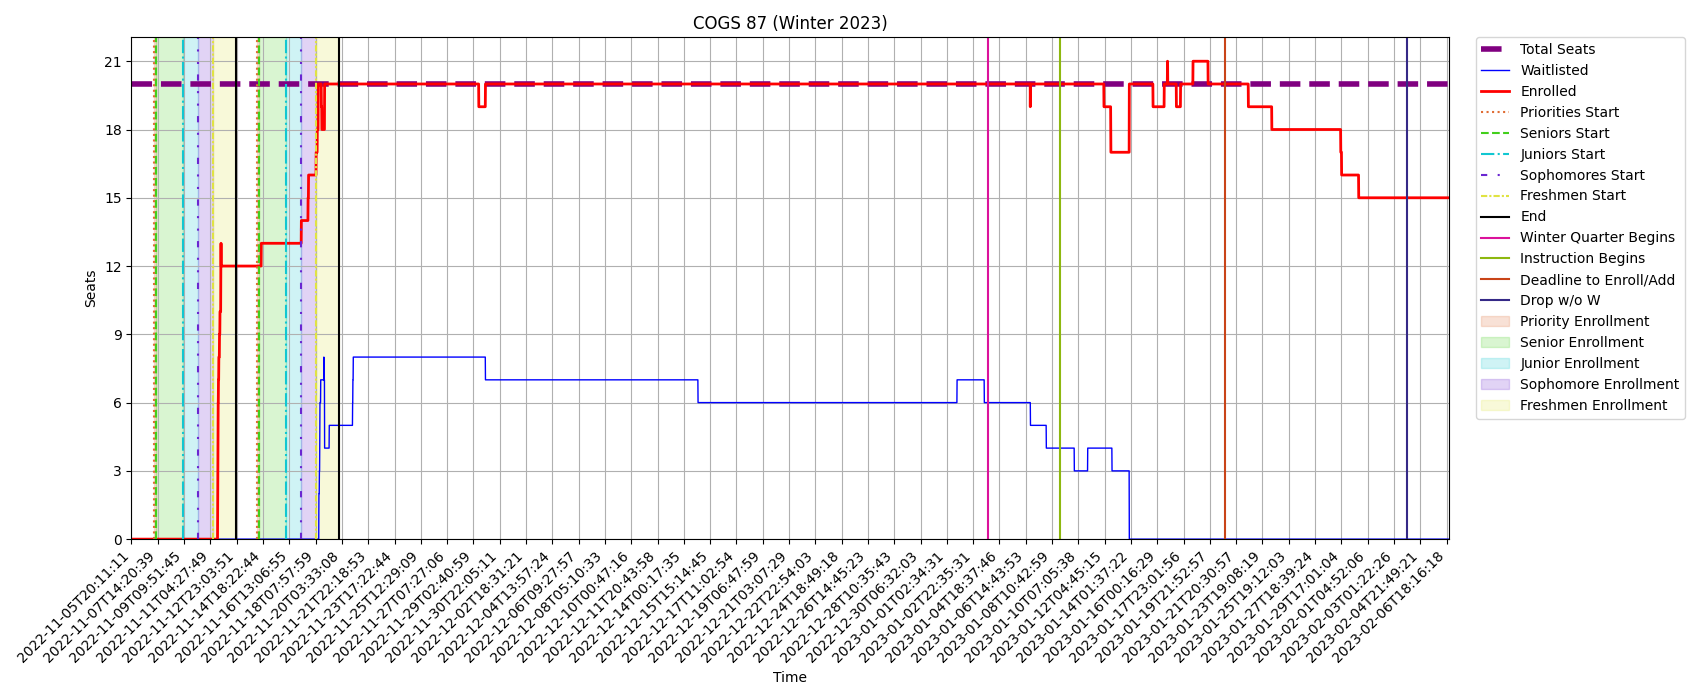 COGS 87 (Winter 2023)
Seats
21
18
15
12
9
6
3
0
2022-11-05T20:11:11
2022-11-07T14:20:39
2022-11-09T09:51:45
2022-11-11T04:27:49
2022-11-12T23:03:51
2022-11-14T18:22:44
2022-11-16T13:06:55
2022-11-18T07:57:59
2022-11-20T03:33:08
2022-11-21T22:18:53
2022-11-23T17:22:44
2022-11-25T12:29:09
2022-11-27T07:27:06
2022-11-29T02:40:59
2022-11-30T22:05:11
2022-12-02T18:31:21
2022-12-04T13:57:24
2022-12-06T09:27:57
2022-12-08T05:10:33
2022-12-10T00:47:16
2022-12-11T20:43:58
2022-12-14T00:17:35
2022-12-15T15:14:45
2022-12-17T11:02:54
2022-12-19T06:47:59
2022-12-21T03:07:29
2022-12-22T22:54:03
2022-12-24T18:49:18
2022-12-26T14:45:23
2022-12-28T10:35:43
2022-12-30T06:32:03
2023-01-01T02:34:31
2023-01-02T22:35:31
2023-01-04T18:37:46
2023-01-06T14:43:53
2023-01-08T10:42:59
2023-01-10T07:05:38
2023-01-12T04:45:15
2023-01-14T01:37:22
2023-01-16T00:16:29
2023-01-17T23:01:56
2023-01-19T21:52:57
2023-01-21T20:30:57
2023-01-23T19:08:19
2023-01-25T19:12:03
2023-01-27T18:39:24
2023-01-29T17:01:04
2023-02-01T04:52:06
2023-02-03T01:22:26
2023-02-04T21:49:21
2023-02-06T18:16:18
Time
Total Seats
Waitlisted
Enrolled
Priorities Start
Seniors Start
Juniors Start
Sophomores Start
Freshmen Start
End
Winter Quarter Begins
Instruction Begins
Deadline to Enroll/Add
Drop w/o W
Priority Enrollment
Senior Enrollment
Junior Enrollment
Sophomore Enrollment
Freshmen Enrollment